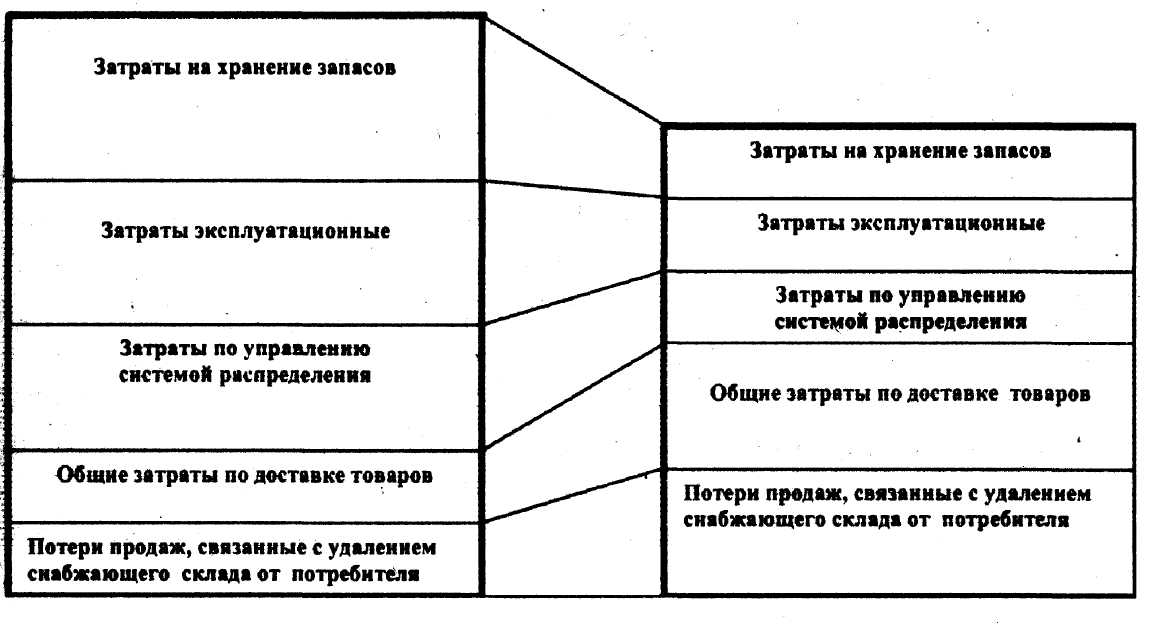 Затраты на хранение запасов
Затраты эксплуатационные
Затраты по управлению
системой распределения
Общие затраты по доставке товаров
Потери продаж, связанные с удалением
снабжающего склада от потребителя
Затраты на хранение запасов
Затраты эксплуатационные
Затраты по управлению
системой распределения
Общие затраты по доставке товаров
Потери продаж, связанные с удалением
снабжающего склада от потребителя